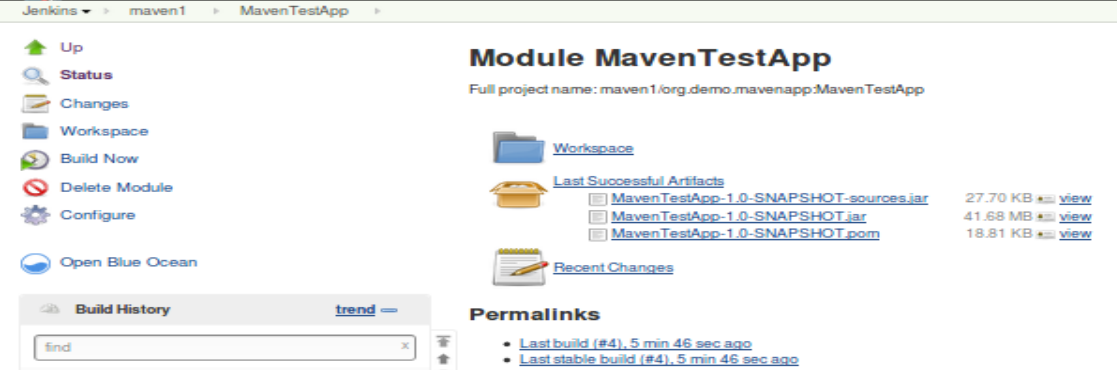 Jenkins maven1 MavenTestApp
Up
Status
Changes
Workspace
Build Now
Delete Module
Configure
Open Blue Ocean
Build History trend
find x
Module MavenTestApp
Full project name: maven1/org.demo.mavenapp:MavenTestApp
Workspace
Last Successful Artifacts
MavenTestApp-1.0-SNAPSHOT-sources.jar 27.70 KB view
MavenTestApp-1.0-SNAPSHOT.jar 41.68 MB view
MavenTestApp-1.0-SNAPSHOT.pom 18.81 KB view
Recent Changes
Permalinks
Last build (#4), 5 min 46 sec ago
Last stable build (#4), 5 min 46 sec ago